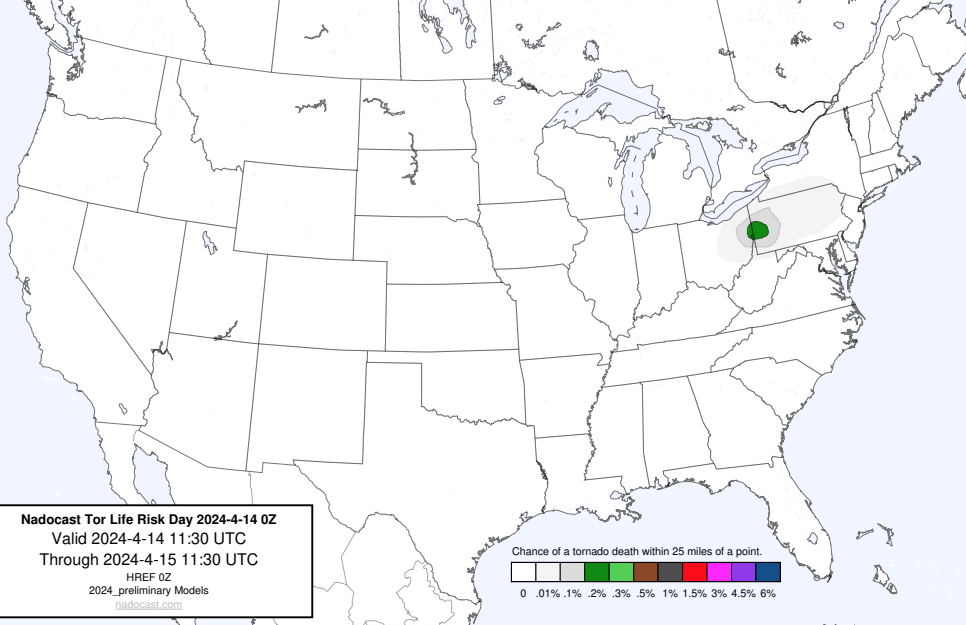 Nadocast Tor Life Risk Day 2024-4-14 0Z
Valid 2024-4-14 11:30 UTC
Through 2024-4-15 11:30 UTC
HREF 0Z
2024_preliminary Models
nadocast.com
Chance of a tornado death within 25 miles of a point.
0 .01% .1% .2% .3% .5% 1% 1.5% 3% 4.5% 6%